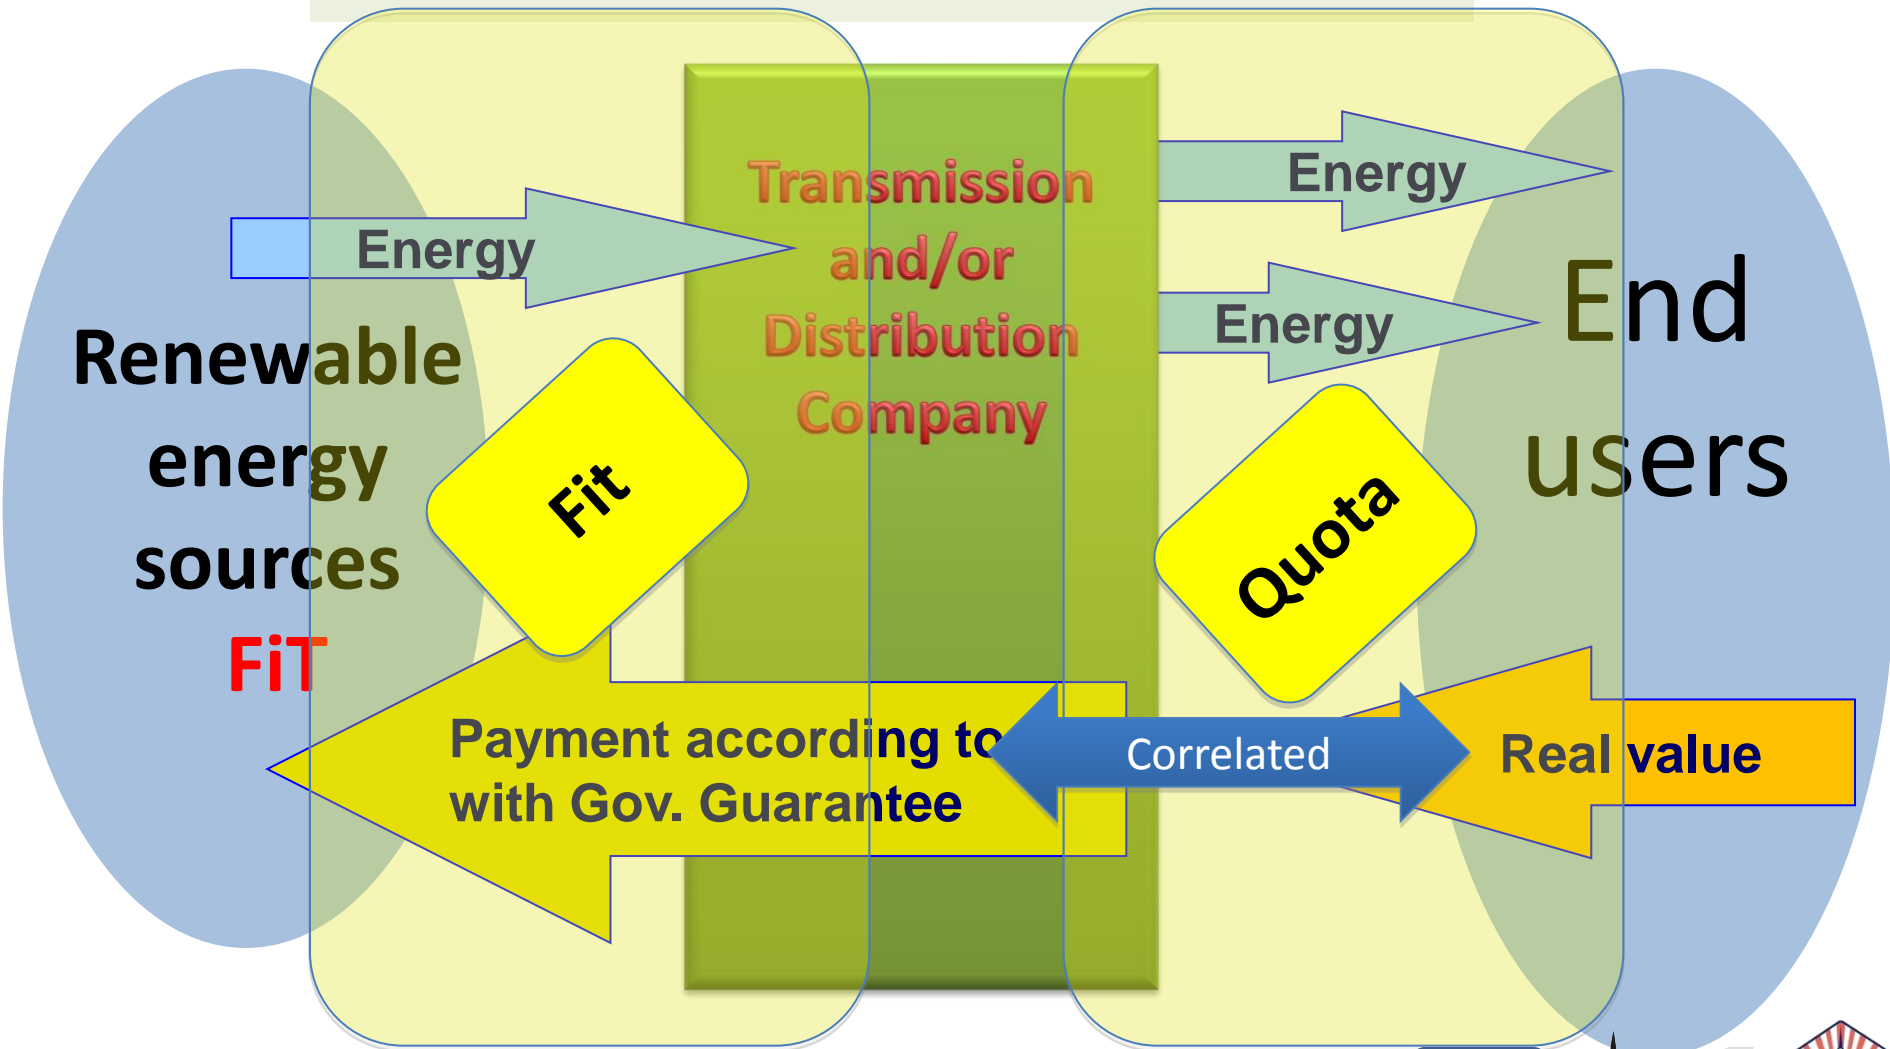 Renewable
energy
sources
FiT
Energy
Fit
Transmission
and/or
Distribution
Company
Energy
Energy
Quota
End
users
Payment according to
with Gov. Guarantee
Correlated
Real value